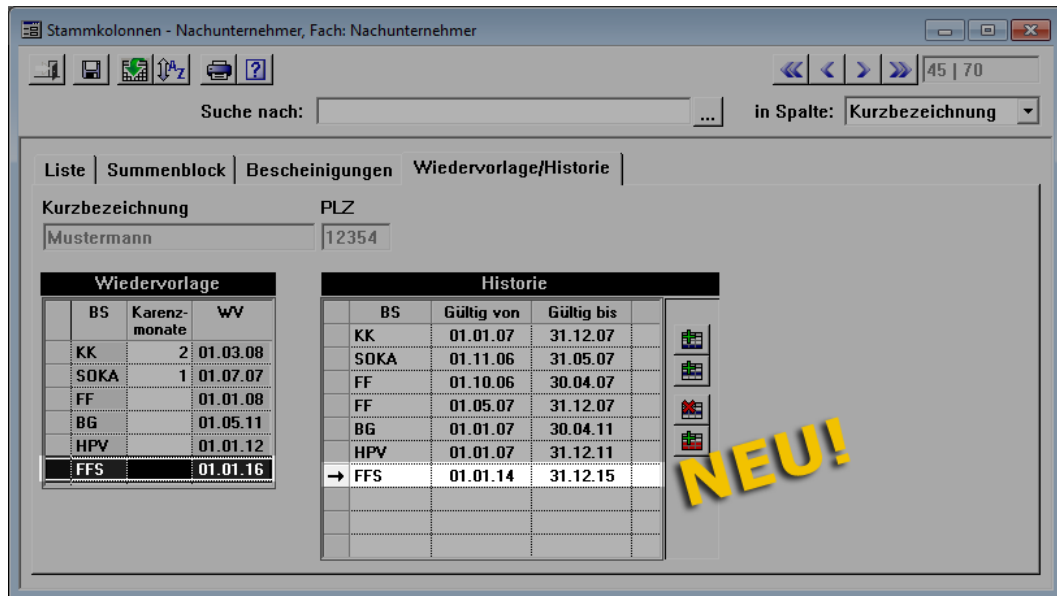 Stammkolonnen - Nachunternehmer, Fach: Nachunternehmer
45 | 70
Suche nach: ... in Spalte: Kurzbezeichnung
Liste Summenblock Bescheinigungen Wiedervorlage/Historie
Kurzbezeichnung PLZ
Mustermann 12354
Wiedervorlage
BS Karenz-monate WV
KK 2 01.03.08
SOKA 1 01.07.07
FF 01.01.08
BG 01.05.11
HPV 01.01.12
FFS 01.01.16
Historie
BS Gültig von Gültig bis
KK 01.01.07 31.12.07
SOKA 01.11.06 31.05.07
FF 01.10.06 30.04.07
FF 01.05.07 31.12.07
BG 01.01.07 30.04.11
HPV 01.01.07 31.12.11
→ FFS 01.01.14 31.12.15
NEU!